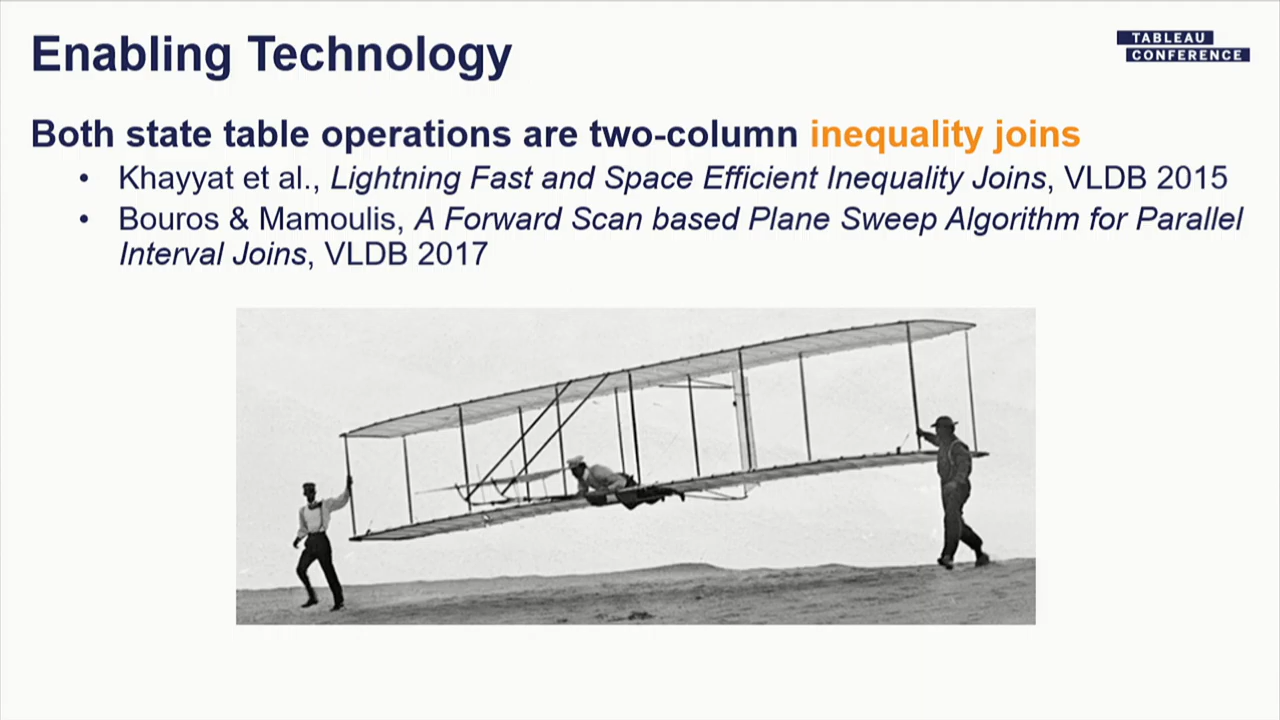 Enabling Technology
TABLEAU
CONFERENCE
Both state table operations are two-column inequality joins
• Khayyat et al., Lightning Fast and Space Efficient Inequality Joins, VLDB 2015
• Bouros & Mamoulis, A Forward Scan based Plane Sweep Algorithm for Parallel
Interval Joins, VLDB 2017